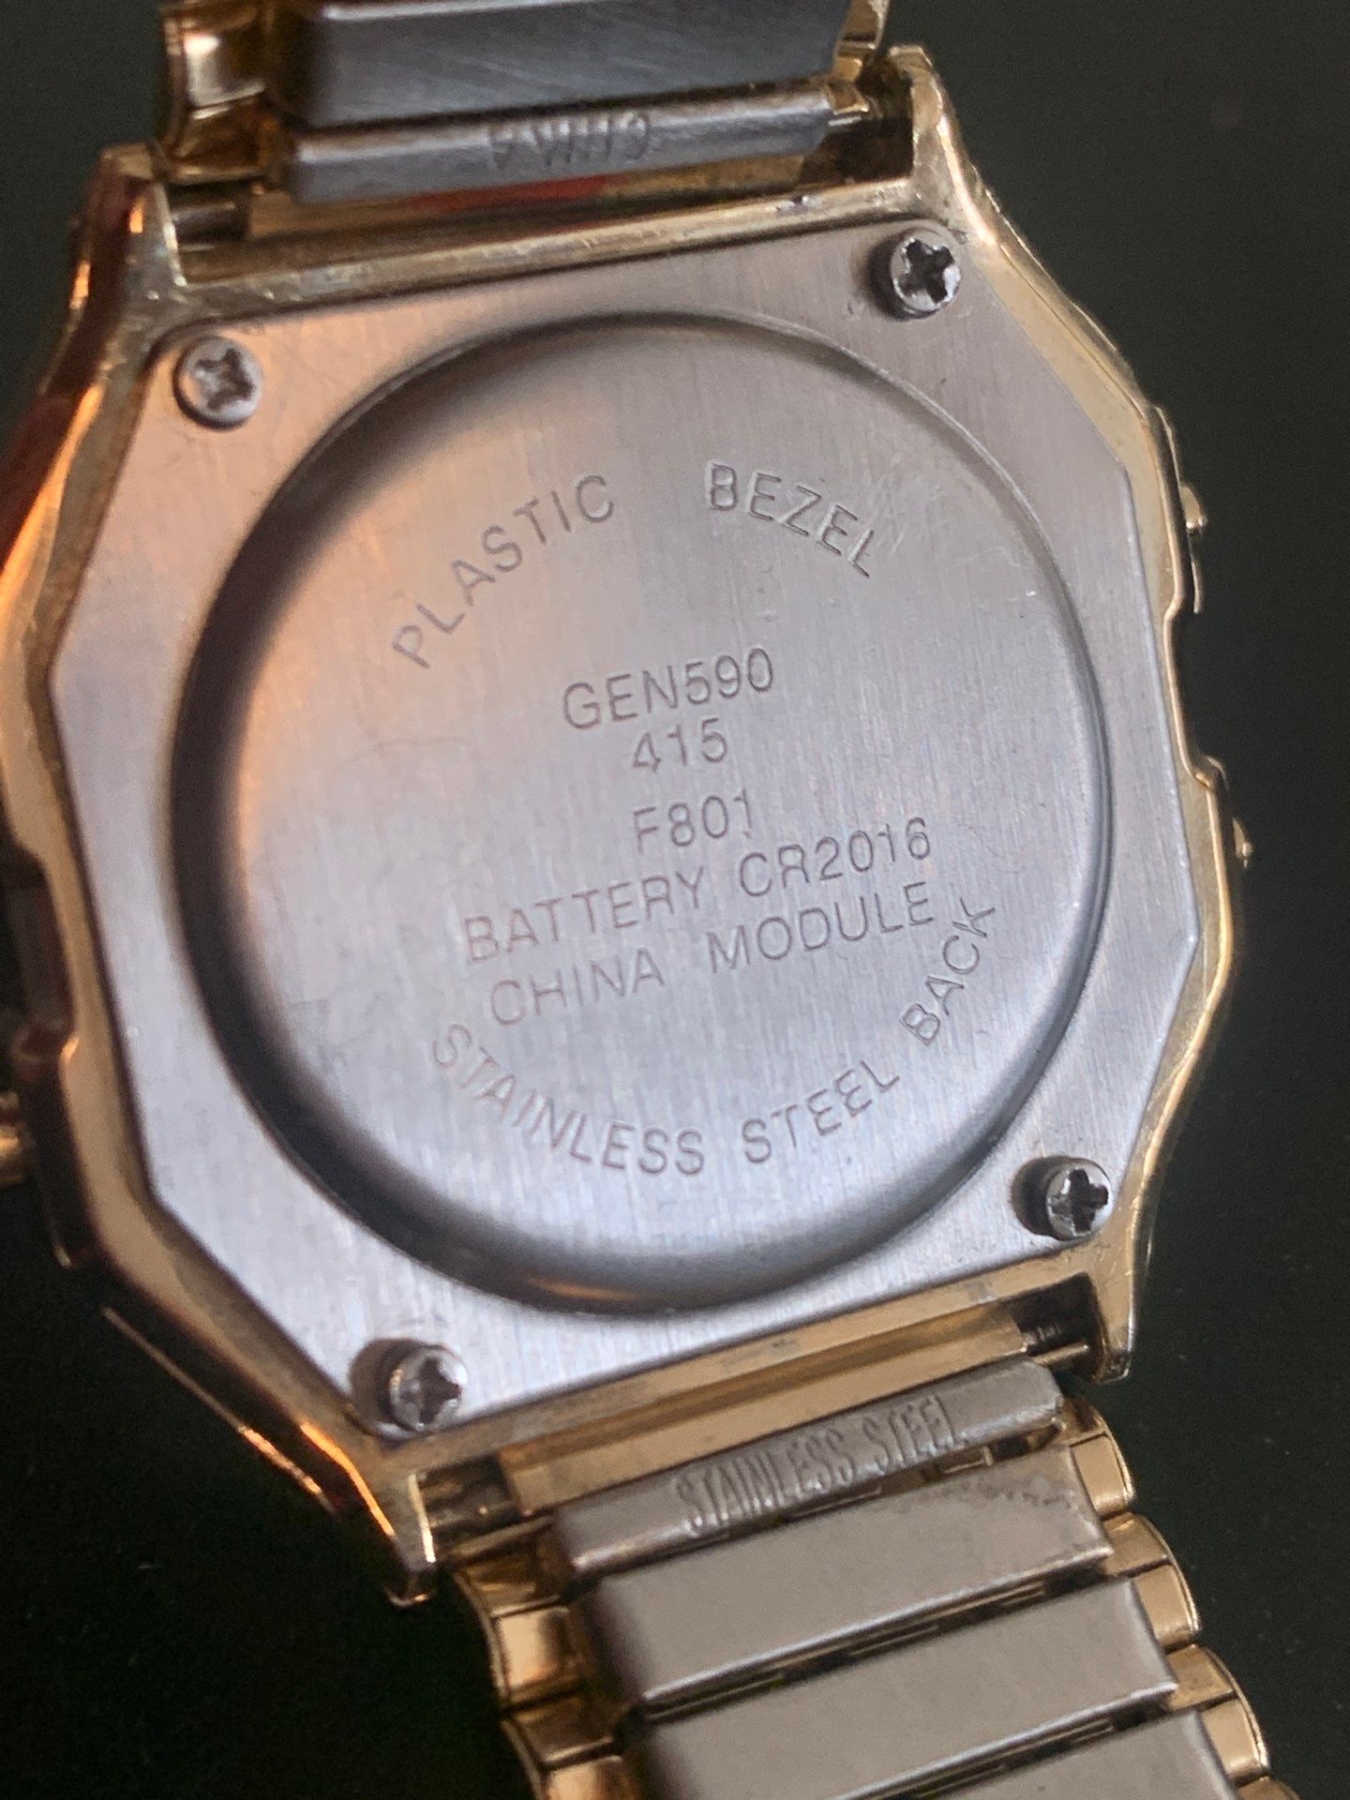 PLASTIC BEZEL
GEN590
415
F801
BATTERY CR2016
CHINA MODULE
STAINLESS STEEL BACK
STAINLESS STEEL